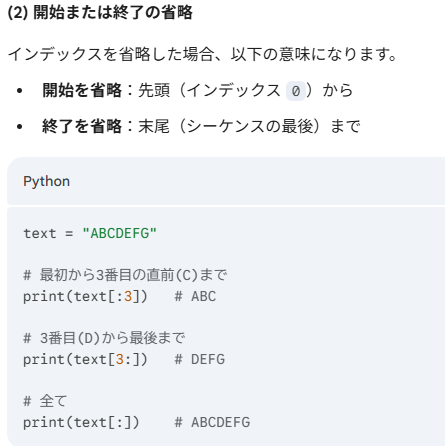 (2) 開始または終了の省略
インデックスを省略した場合、以下の意味になります。
• 開始を省略：先頭（インデックス 0 ）から
• 終了を省略：末尾（シーケンスの最後）まで
Python
text = "ABCDEFG"
# 最初から3番目の直前(C)まで
print(text[:3])   # ABC
# 3番目(D)から最後まで
print(text[3:])   # DEFG
# 全て
print(text[:])    # ABCDEFG